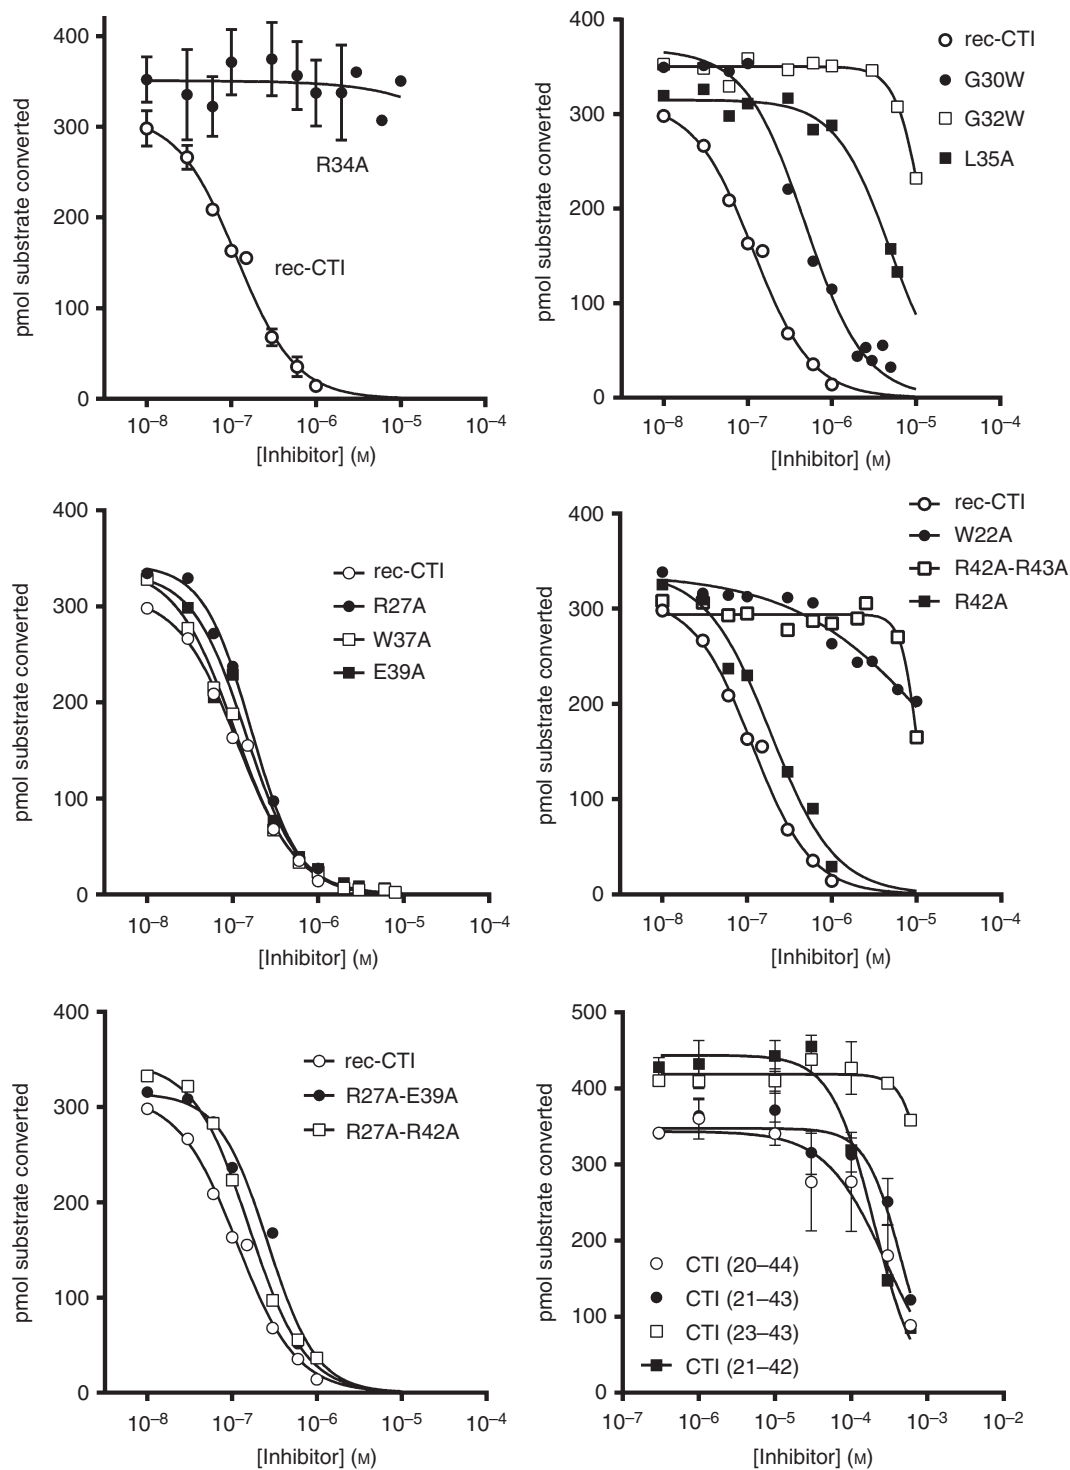 pmol substrate converted
400
300
200
100
0
R34A
rec-CTI
10⁻⁸ 10⁻⁷ 10⁻⁶ 10⁻⁵ 10⁻⁴
[Inhibitor] (M)
pmol substrate converted
400
300
200
100
0
rec-CTI
G30W
G32W
L35A
10⁻⁸ 10⁻⁷ 10⁻⁶ 10⁻⁵ 10⁻⁴
[Inhibitor] (M)
pmol substrate converted
400
300
200
100
0
rec-CTI
R27A
W37A
E39A
10⁻⁸ 10⁻⁷ 10⁻⁶ 10⁻⁵ 10⁻⁴
[Inhibitor] (M)
pmol substrate converted
400
300
200
100
0
rec-CTI
W22A
R42A-R43A
R42A
10⁻⁸ 10⁻⁷ 10⁻⁶ 10⁻⁵ 10⁻⁴
[Inhibitor] (M)
pmol substrate converted
400
300
200
100
0
rec-CTI
R27A-E39A
R27A-R42A
10⁻⁸ 10⁻⁷ 10⁻⁶ 10⁻⁵ 10⁻⁴
[Inhibitor] (M)
pmol substrate converted
500
400
300
200
100
0
CTI (20–44)
CTI (21–43)
CTI (23–43)
CTI (21–42)
10⁻⁷ 10⁻⁶ 10⁻⁵ 10⁻⁴ 10⁻³ 10⁻²
[Inhibitor] (M)